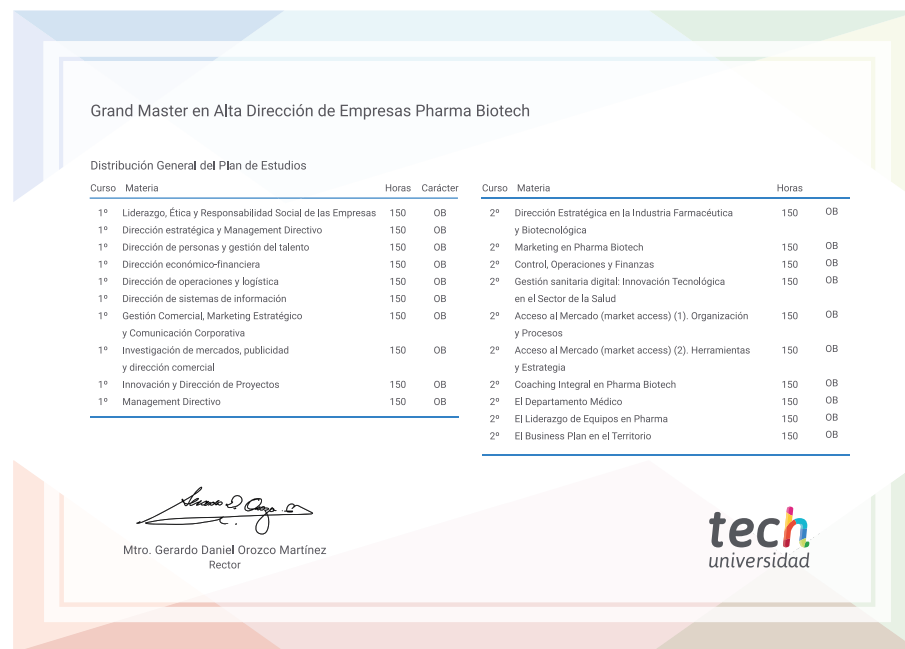 Grand Master en Alta Dirección de Empresas Pharma Biotech
Distribución General del Plan de Estudios
Curso Materia Horas Carácter
1º Liderazgo, Ética y Responsabilidad Social de las Empresas 150 OB
1º Dirección estratégica y Management Directivo 150 OB
1º Dirección de personas y gestión del talento 150 OB
1º Dirección económico-financiera 150 OB
1º Dirección de operaciones y logística 150 OB
1º Dirección de sistemas de información 150 OB
1º Gestión Comercial, Marketing Estratégico 150 OB
y Comunicación Corporativa
1º Investigación de mercados, publicidad 150 OB
y dirección comercial
1º Innovación y Dirección de Proyectos 150 OB
1º Management Directivo 150 OB
Curso Materia Horas
2º Dirección Estratégica en la Industria Farmacéutica 150 OB
y Biotecnológica
2º Marketing en Pharma Biotech 150 OB
2º Control, Operaciones y Finanzas 150 OB
2º Gestión sanitaria digital: Innovación Tecnológica 150 OB
en el Sector de la Salud
2º Acceso al Mercado (market access) (1). Organización 150 OB
y Procesos
2º Acceso al Mercado (market access) (2). Herramientas 150 OB
y Estrategia
2º Coaching Integral en Pharma Biotech 150 OB
2º El Departamento Médico 150 OB
2º El Liderazgo de Equipos en Pharma 150 OB
2º El Business Plan en el Territorio 150 OB
Mtro. Gerardo Daniel Orozco Martínez
Rector
tech
universidad